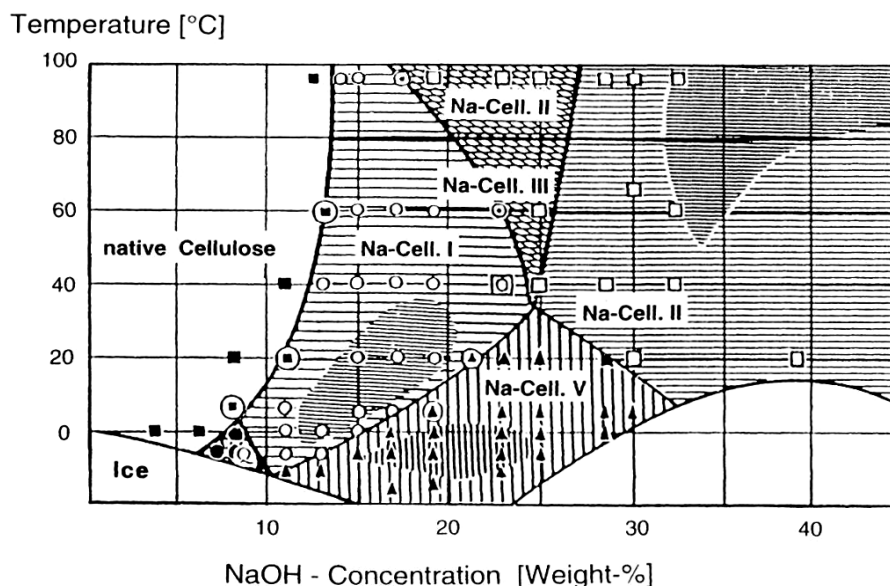 Temperature [°C]
100
Na-Cell. II
80
Na-Cell. III
60
native Cellulose
Na-Cell. I
40
Na-Cell. II
20
Na-Cell. V
0
Ice
10 20 30 40
NaOH - Concentration [Weight-%]